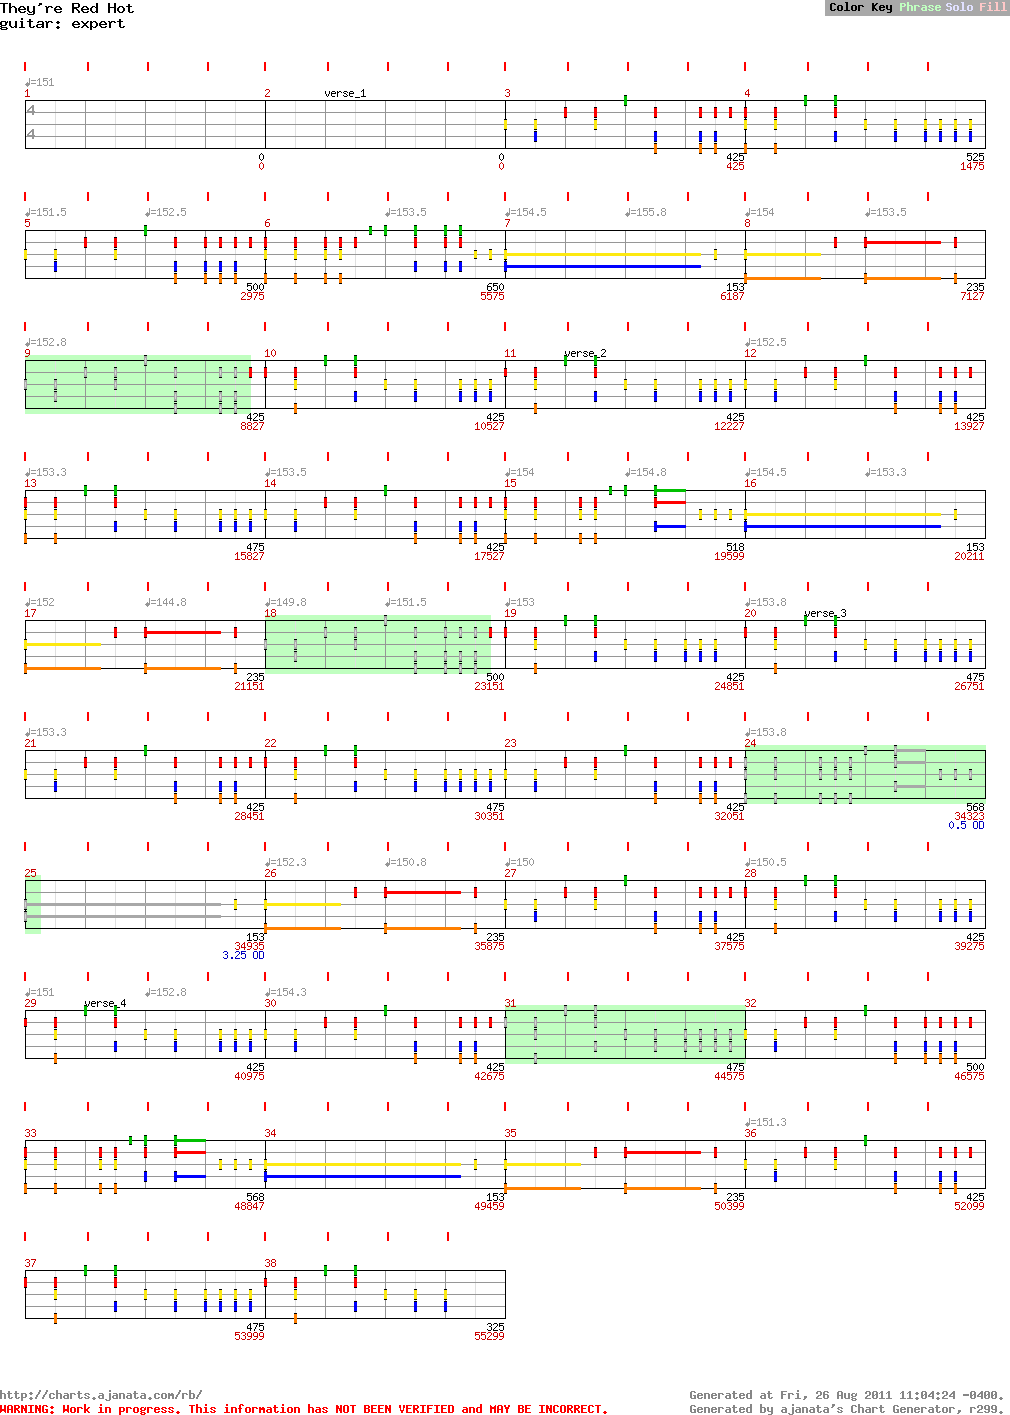 They're Red Hot
guitar: expert
Color Key Phrase Solo Fill
♩=151
1 2 verse_1 3 4
4
4
0 0 425 525
0 0 425 1475
♩=151.5 ♩=152.5 ♩=153.5 ♩=154.5 ♩=155.8 ♩=154 ♩=153.5
5 6 7 8
500 650 153 235
2975 5575 6187 7127
♩=152.8 ♩=152.5
9 10 11 verse_2 12
425 425 425 425
8827 10527 12227 13927
♩=153.3 ♩=153.5 ♩=154 ♩=154.8 ♩=154.5 ♩=153.3
13 14 15 16
475 425 518 153
15827 17527 19599 20211
♩=152 ♩=144.8 ♩=149.8 ♩=151.5 ♩=153 ♩=153.8
17 18 19 20 verse_3
235 500 425 475
21151 23151 24851 26751
♩=153.3 ♩=153.8
21 22 23 24
425 475 425 568
28451 30351 32051 34323
0.5 OD
♩=152.3 ♩=150.8 ♩=150 ♩=150.5
25 26 27 28
153 235 425 425
34935 35875 37575 39275
3.25 OD
♩=151 ♩=152.8 ♩=154.3
29 verse_4 30 31 32
425 425 475 500
40975 42675 44575 46575
♩=151.3
33 34 35 36
568 153 235 425
48847 49459 50399 52099
37 38
475 325
53999 55299
http://charts.ajanata.com/rb/ Generated at Fri, 26 Aug 2011 11:04:24 -0400.
WARNING: Work in progress. This information has NOT BEEN VERIFIED and MAY BE INCORRECT. Generated by ajanata's Chart Generator, r299.